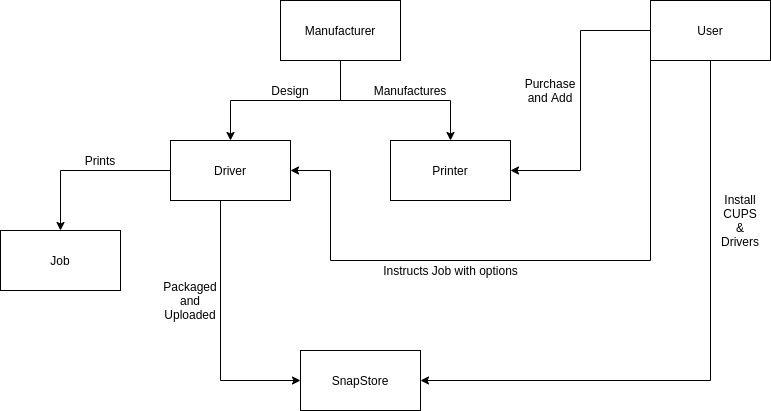 Manufacturer
User
Design
Manufactures
Purchase
and Add
Prints
Driver
Printer
Install
CUPS
&
Drivers
Job
Instructs Job with options
Packaged
and
Uploaded
SnapStore